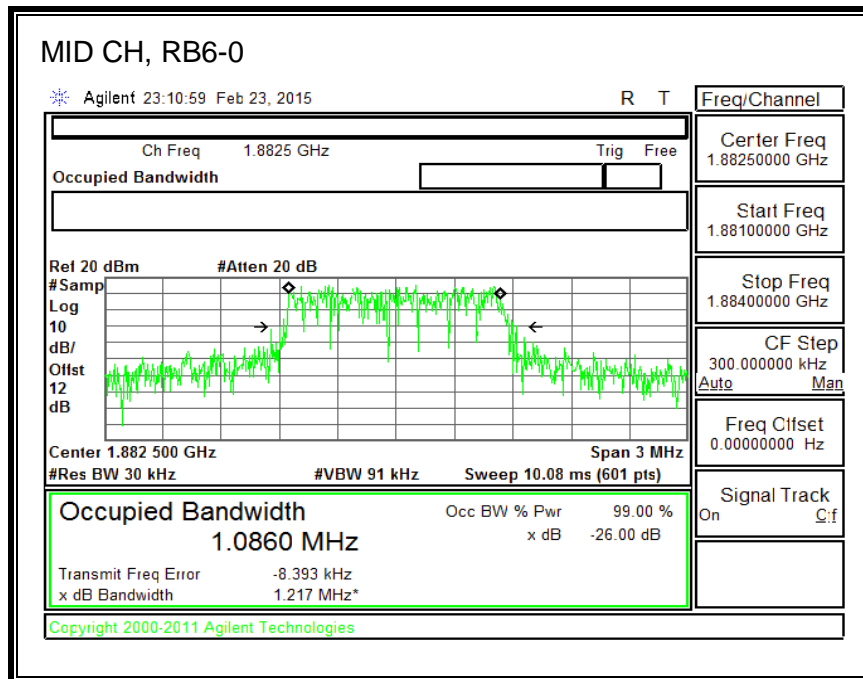 MID CH, RB6-0
Agilent 23:10:59 Feb 23, 2015 R T
Freq/Channel
Ch Freq 1.8825 GHz Trig Free
Occupied Bandwidth
Center Freq
1.88250000 GHz
Start Freq
1.88100000 GHz
Stop Freq
1.88400000 GHz
CF Step
300.000000 kHz
Auto Man
Freq Offset
0.00000000 Hz
Signal Track
On Off
Ref 20 dBm #Atten 20 dB
#Samp
Log
10
dB/
Offst
12
dB
Center 1.882 500 GHz Span 3 MHz
#Res BW 30 kHz #VBW 91 kHz Sweep 10.08 ms (601 pts)
Occupied Bandwidth
1.0860 MHz
Occ BW % Pwr 99.00 %
x dB -26.00 dB
Transmit Freq Error -8.393 kHz
x dB Bandwidth 1.217 MHz*
Copyright 2000-2011 Agilent Technologies